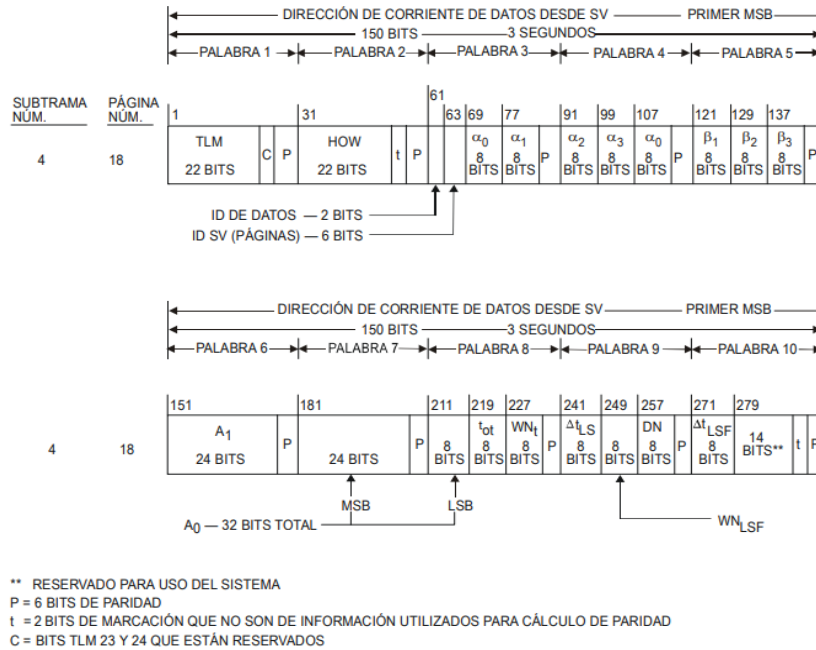 DIRECCIÓN DE CORRIENTE DE DATOS DESDE SV PRIMER MSB
150 BITS 3 SEGUNDOS
PALABRA 1 PALABRA 2 PALABRA 3 PALABRA 4 PALABRA 5
SUBTRAMA NÚM. PÁGINA NÚM.
1 31 61 63 69 77 91 99 107 121 129 137
4 18
TLM 22 BITS C P HOW 22 BITS t P α0 8 BITS α1 8 BITS P α2 8 BITS α3 8 BITS α0 8 BITS P β1 8 BITS β2 8 BITS β3 8 BITS P
ID DE DATOS — 2 BITS
ID SV (PÁGINAS) — 6 BITS
DIRECCIÓN DE CORRIENTE DE DATOS DESDE SV PRIMER MSB
150 BITS 3 SEGUNDOS
PALABRA 6 PALABRA 7 PALABRA 8 PALABRA 9 PALABRA 10
151 181 211 219 227 241 249 257 271 279
4 18
A1 24 BITS P 24 BITS P 8 BITS tot 8 BITS WNt 8 BITS P ΔtLS 8 BITS 8 BITS DN 8 BITS P ΔtLSF 8 BITS 14 BITS** t P
MSB LSB
A0 — 32 BITS TOTAL WNLSF
** RESERVADO PARA USO DEL SISTEMA
P = 6 BITS DE PARIDAD
t = 2 BITS DE MARCACIÓN QUE NO SON DE INFORMACIÓN UTILIZADOS PARA CÁLCULO DE PARIDAD
C = BITS TLM 23 Y 24 QUE ESTÁN RESERVADOS